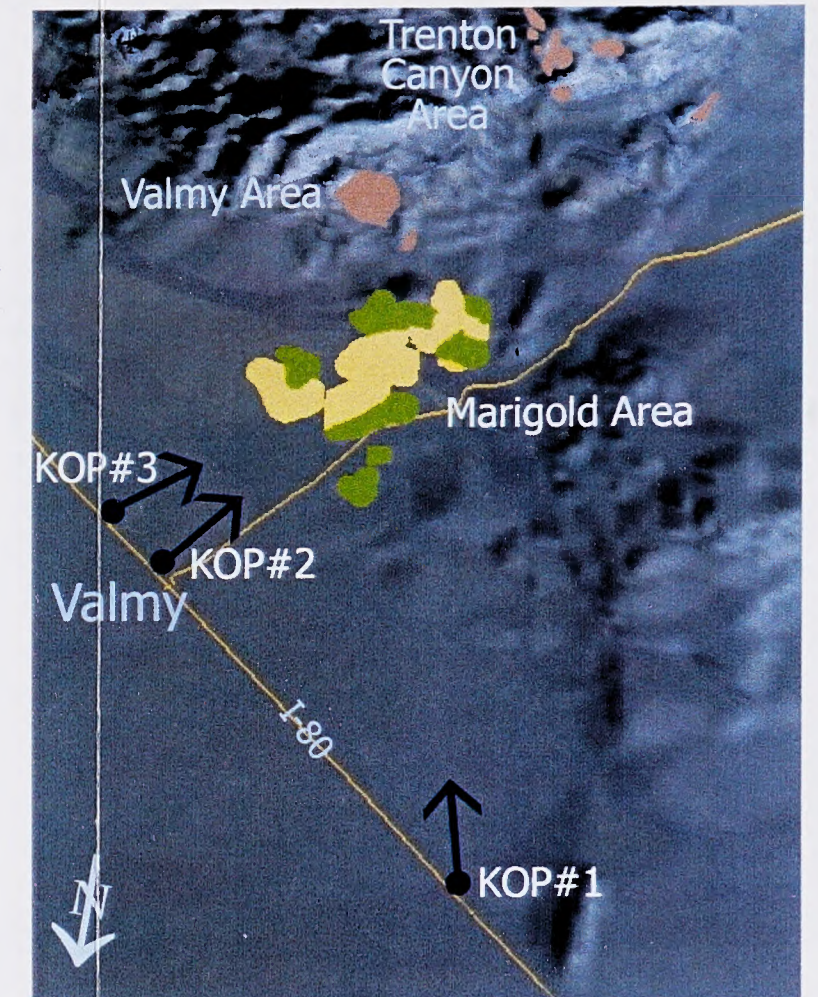 Trenton
Canyon
Area
Valmy Area
Marigold Area
KOP#3
KOP#2
Valmy
I-80
KOP#1
N